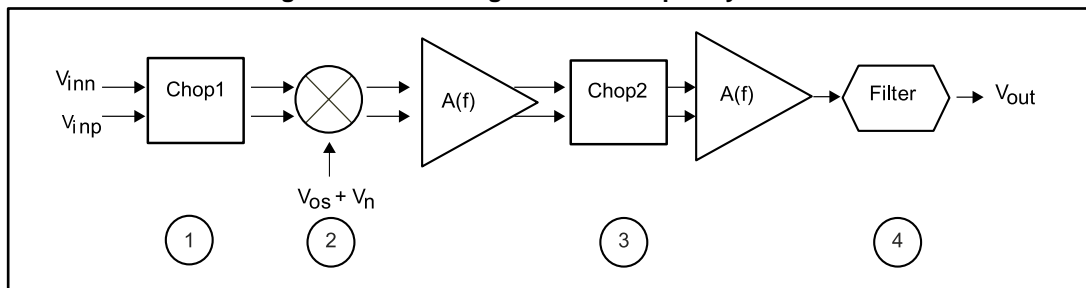 V_inn
V_inp
Chop1
A(f)
Chop2
A(f)
Filter
V_out
V_os + V_n
1
2
3
4